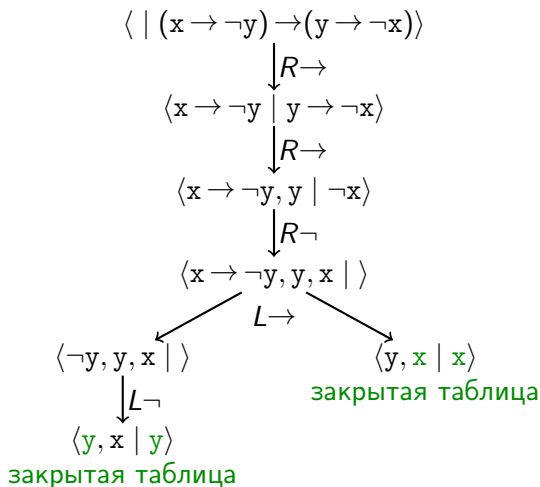 ⟨ | (x → ¬y) → (y → ¬x)⟩
R→
⟨x → ¬y | y → ¬x⟩
R→
⟨x → ¬y, y | ¬x⟩
R¬
⟨x → ¬y, y, x | ⟩
L→
⟨¬y, y, x | ⟩ ⟨y, x | x⟩
закрытая таблица
L¬
⟨y, x | y⟩
закрытая таблица